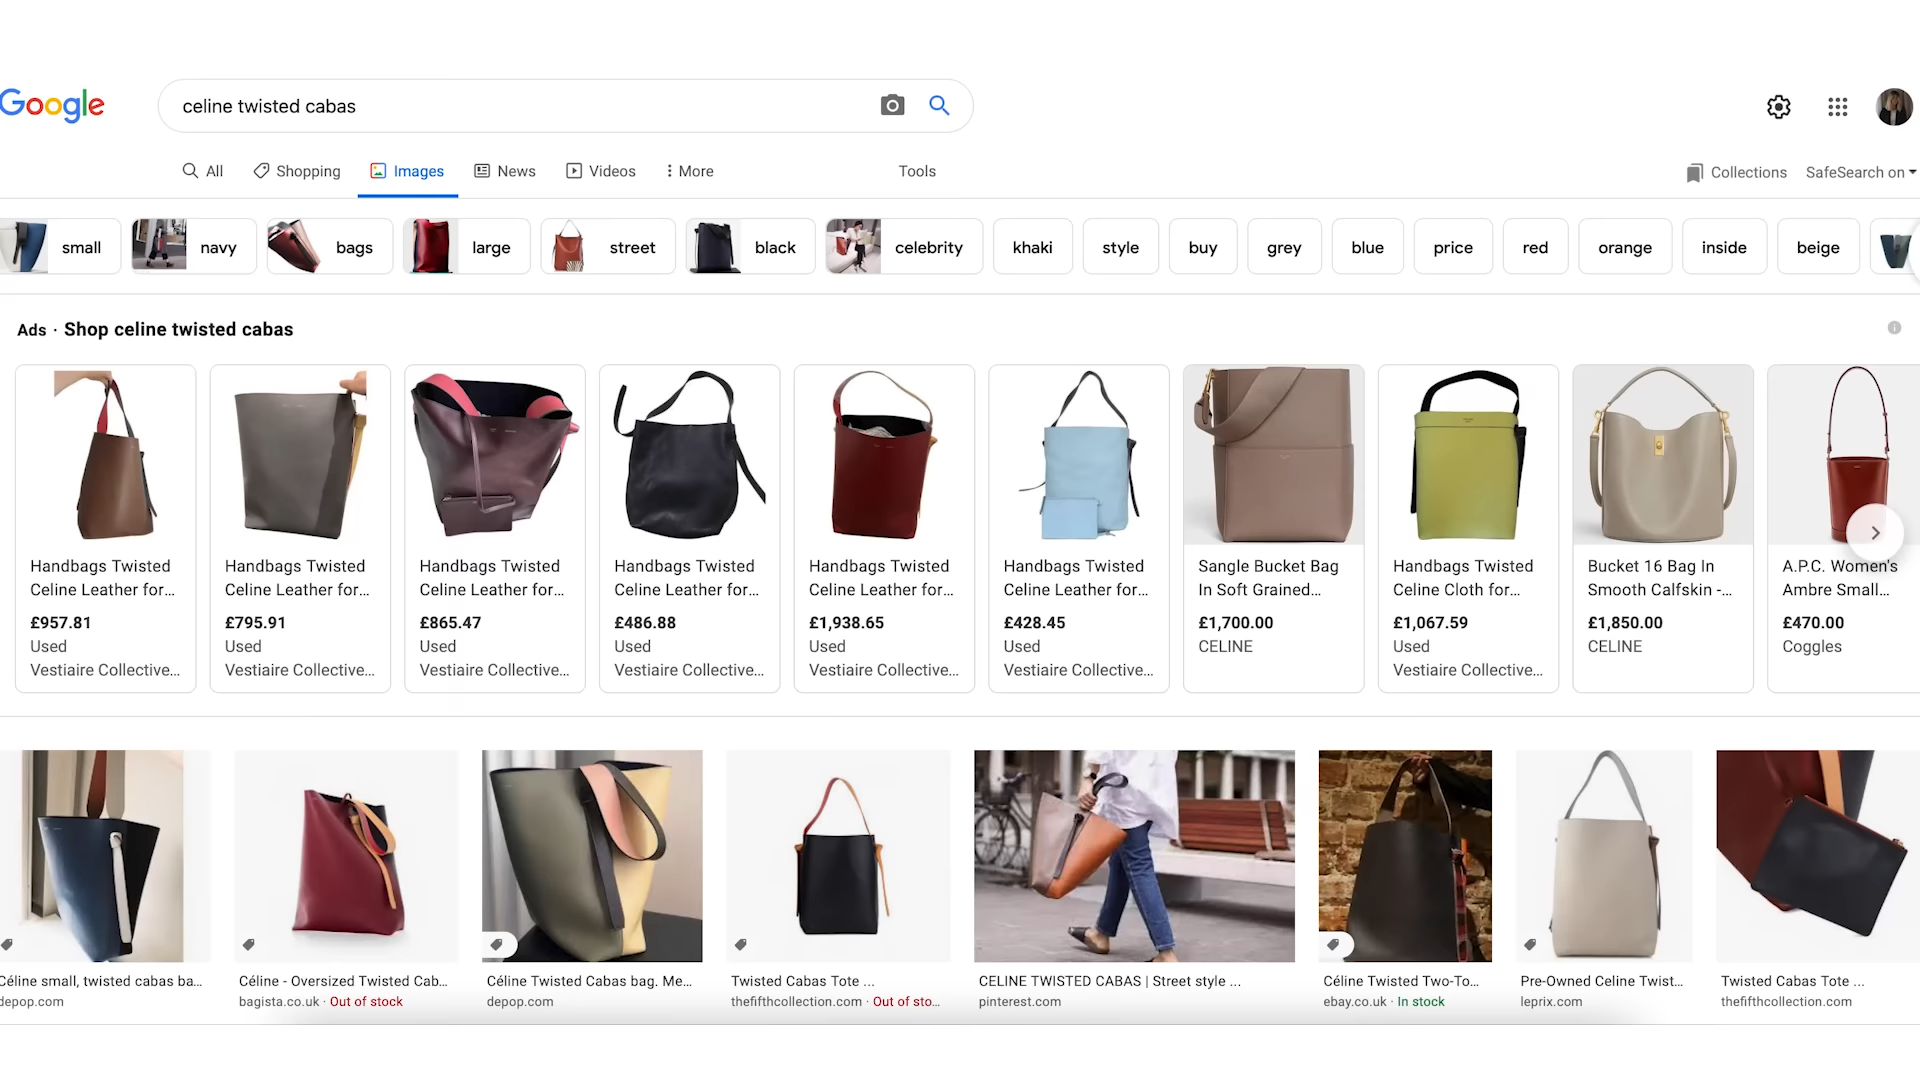 Google
celine twisted cabas
All
Shopping
Images
News
Videos
More
Tools
Collections
SafeSearch on
small
navy
bags
large
street
black
celebrity
khaki
style
buy
grey
blue
price
red
orange
inside
beige
Ads · Shop celine twisted cabas
Handbags Twisted
Celine Leather for...
£957.81
Used
Vestiaire Collective...
Handbags Twisted
Celine Leather for...
£795.91
Used
Vestiaire Collective...
Handbags Twisted
Celine Leather for...
£865.47
Used
Vestiaire Collective...
Handbags Twisted
Celine Leather for...
£486.88
Used
Vestiaire Collective...
Handbags Twisted
Celine Leather for...
£1,938.65
Used
Vestiaire Collective...
Handbags Twisted
Celine Leather for...
£428.45
Used
Vestiaire Collective...
Sangle Bucket Bag
In Soft Grained...
£1,700.00
CELINE
Handbags Twisted
Celine Cloth for...
£1,067.59
Used
Vestiaire Collective...
Bucket 16 Bag In
Smooth Calfskin -...
£1,850.00
CELINE
A.P.C. Women's
Ambre Small...
£470.00
Coggles
Céline small, twisted cabas ba...
depop.com
Céline - Oversized Twisted Cab...
bagista.co.uk · Out of stock
Céline Twisted Cabas bag. Me...
depop.com
Twisted Cabas Tote ...
thefifthcollection.com · Out of sto...
CELINE TWISTED CABAS | Street style ...
pinterest.com
Céline Twisted Two-To...
ebay.co.uk · In stock
Pre-Owned Celine Twist...
leprix.com
Twisted Cabas Tote ...
thefifthcollection.com